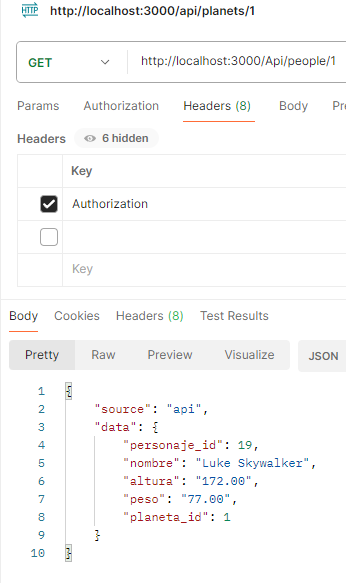 HTTP http://localhost:3000/api/planets/1
GET http://localhost:3000/Api/people/1
Params Authorization Headers (8) Body Pre
Headers 6 hidden
Key
Authorization
Key
Body Cookies Headers (8) Test Results
Pretty Raw Preview Visualize JSON
1 {
2 "source": "api",
3 "data": {
4 "personaje_id": 19,
5 "nombre": "Luke Skywalker",
6 "altura": "172.00",
7 "peso": "77.00",
8 "planeta_id": 1
9 }
10 }